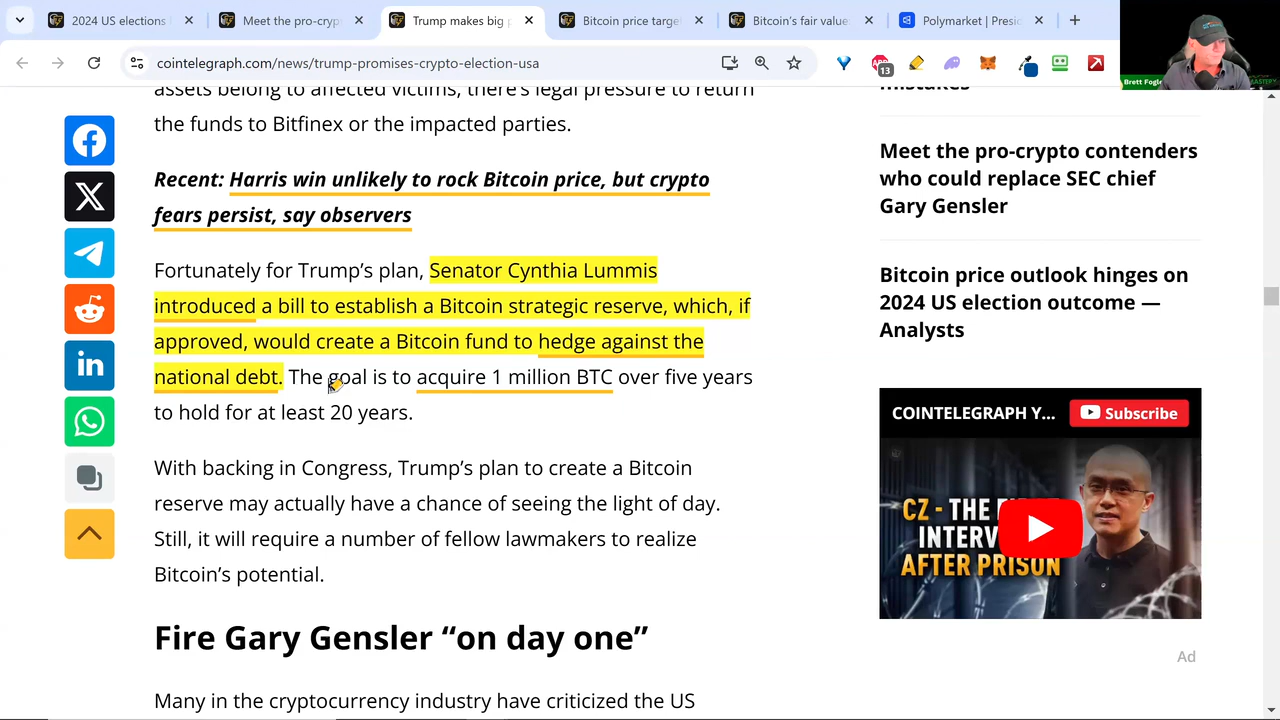 2024 US elections
Meet the pro-cryp
Trump makes big p
Bitcoin price targe
Bitcoin's fair value
Polymarket | Presid
cointelegraph.com/news/trump-promises-crypto-election-usa
13
Brett Fogle
MASTERY
assets belong to affected victims, there's legal pressure to return
the funds to Bitfinex or the impacted parties.
Recent: Harris win unlikely to rock Bitcoin price, but crypto
fears persist, say observers
Fortunately for Trump's plan, Senator Cynthia Lummis
introduced a bill to establish a Bitcoin strategic reserve, which, if
approved, would create a Bitcoin fund to hedge against the
national debt. The goal is to acquire 1 million BTC over five years
to hold for at least 20 years.
With backing in Congress, Trump's plan to create a Bitcoin
reserve may actually have a chance of seeing the light of day.
Still, it will require a number of fellow lawmakers to realize
Bitcoin's potential.
Fire Gary Gensler “on day one”
Many in the cryptocurrency industry have criticized the US
mistakes
Meet the pro-crypto contenders
who could replace SEC chief
Gary Gensler
Bitcoin price outlook hinges on
2024 US election outcome —
Analysts
COINTELEGRAPH Y...
Subscribe
CZ - THE
INTERV
AFTER PRISON
Ad